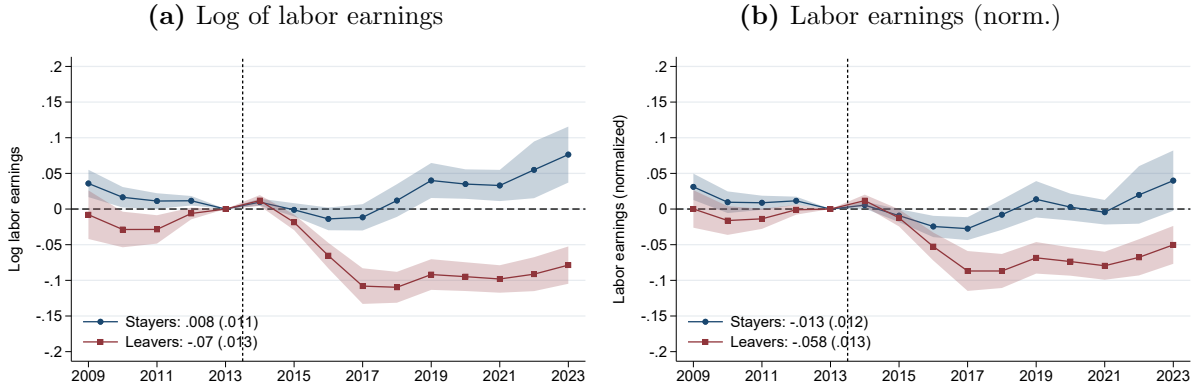 (a) Log of labor earnings
Log labor earnings
.2
.15
.1
.05
0
-.05
-.1
-.15
-.2
Stayers: .008 (.011)
Leavers: -.07 (.013)
2009 2011 2013 2015 2017 2019 2021 2023
(b) Labor earnings (norm.)
Labor earnings (normalized)
.2
.15
.1
.05
0
-.05
-.1
-.15
-.2
Stayers: -.013 (.012)
Leavers: -.058 (.013)
2009 2011 2013 2015 2017 2019 2021 2023